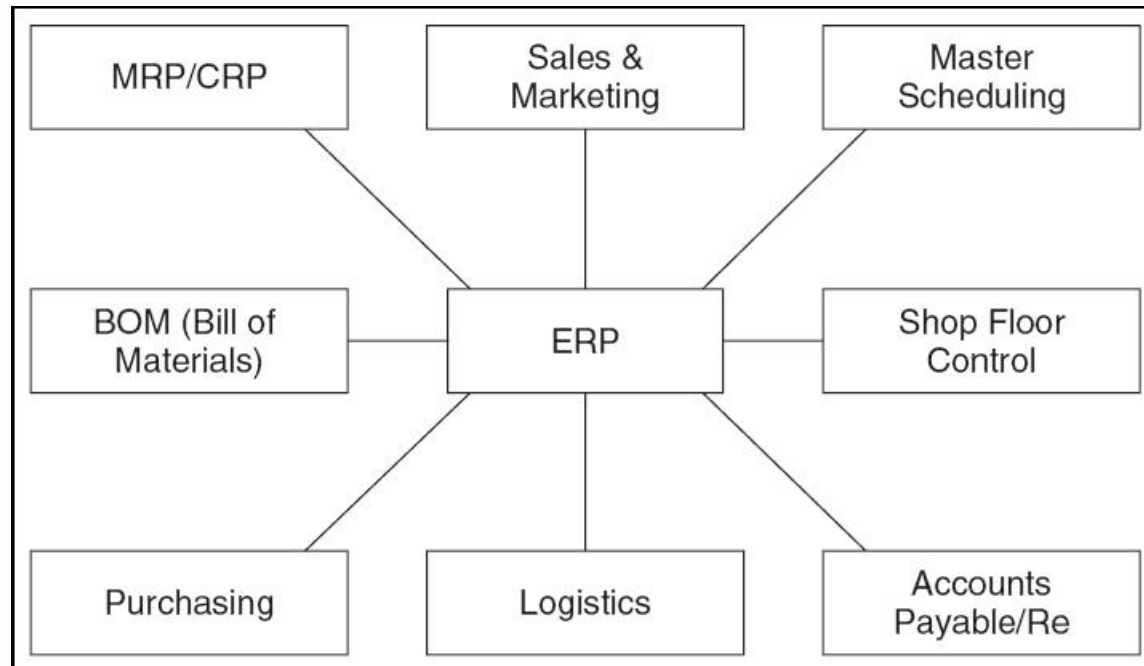 MRP/CRP
Sales &
Marketing
Master
Scheduling
BOM (Bill of
Materials)
ERP
Shop Floor
Control
Purchasing
Logistics
Accounts
Payable/Re